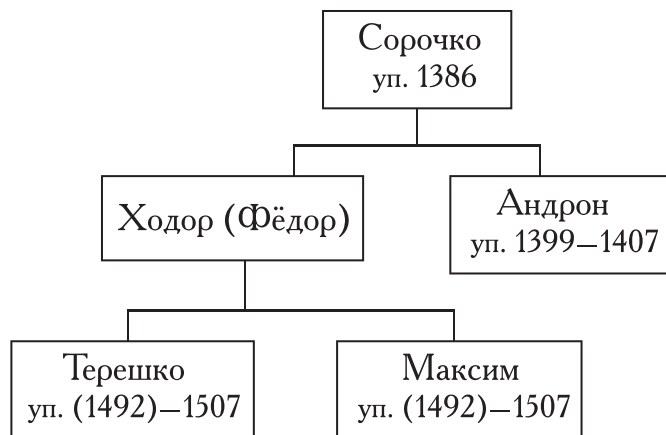 Сорочко
уп. 1386
Ходор (Фёдор)
Андрон
уп. 1399–1407
Терешко
уп. (1492)–1507
Максим
уп. (1492)–1507